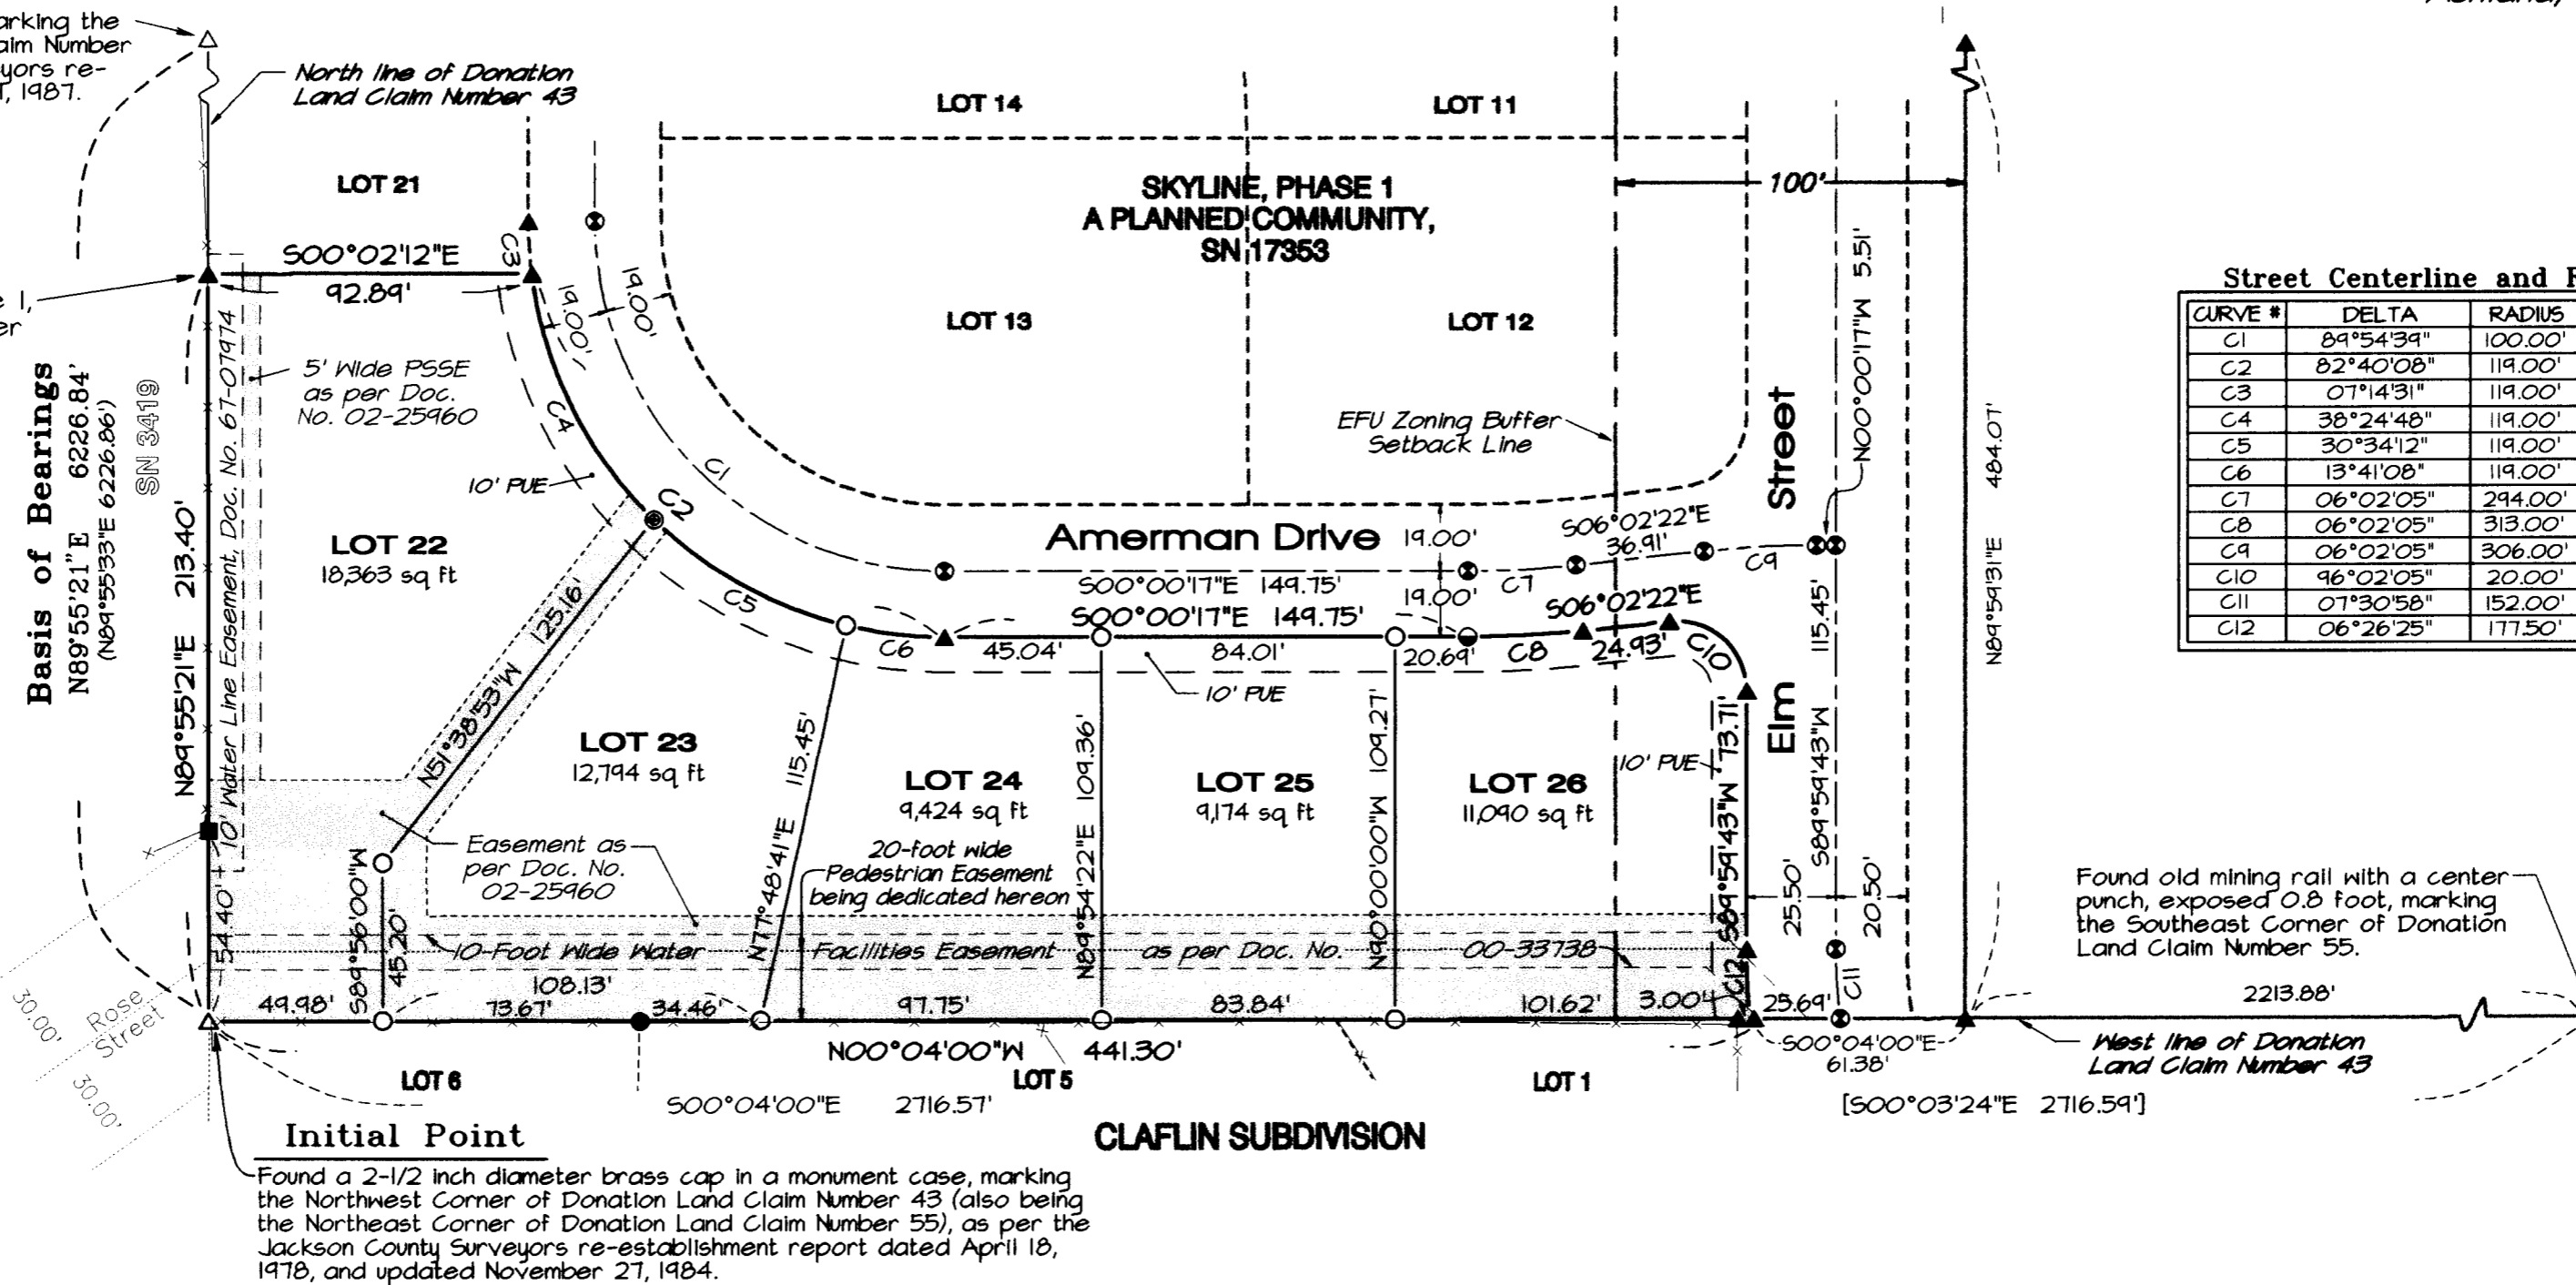 arking the
aim Number
yors re-
T, 1987.
North line of Donation
Land Claim Number 43
LOT 14
LOT 11
LOT 21
SKYLINE, PHASE 1
A PLANNED COMMUNITY,
SN 17353
100'
S00°02'12"E
92.89'
C3
19.00'
19.00'
e 1,
er
LOT 13
LOT 12
N00°00'17"W 5.51'
Basis of Bearings
N89°55'21"E 6226.84'
(N89°55'33"E 6226.86')
SN 3419
N89°55'21"E 213.40'
10' Water Line Easement, Doc. No. 67-07974
5' Wide PSSE
as per Doc.
No. 02-25960
C4
C1
10' PUE
C2
EFU Zoning Buffer
Setback Line
Elm Street
N89°59'31"E 484.07'
Street Centerline and
CURVE # DELTA RADIUS
C1 89°54'39" 100.00'
C2 82°40'08" 119.00'
C3 07°14'31" 119.00'
C4 38°24'48" 119.00'
C5 30°34'12" 119.00'
C6 13°41'08" 119.00'
C7 06°02'05" 294.00'
C8 06°02'05" 313.00'
C9 06°02'05" 306.00'
C10 96°02'05" 20.00'
C11 07°30'58" 152.00'
C12 06°26'25" 177.50'
Amerman Drive
19.00'
S06°02'22"E
36.91'
S00°00'17"E 149.75'
19.00'
C7
C9
S00°00'17"E 149.75'
S06°02'22"E
LOT 22
18,363 sq ft
N51°38'53"W 125.16'
C5
C6
45.04'
84.01'
20.69'
C8
24.93'
C10
10' PUE
115.45'
S89°59'43"W
LOT 23
12,794 sq ft
N77°48'41"E 115.45'
LOT 24
9,424 sq ft
N89°54'22"E 109.36'
LOT 25
9,174 sq ft
N90°00'00"W 109.27'
LOT 26
11,090 sq ft
10' PUE
S89°59'43"W 73.71'
Easement as
per Doc. No.
02-25960
20-foot wide
Pedestrian Easement
being dedicated hereon
25.50'
20.50'
Found old mining rail with a center
punch, exposed 0.8 foot, marking
the Southeast Corner of Donation
Land Claim Number 55.
54.40'
S89°56'00"W
45.20'
10-Foot Wide Water Facilities Easement as per Doc. No. 00-33738
108.13'
49.98'
73.67'
34.46'
97.75'
83.84'
101.62'
3.00'
C12
25.69'
C11
2213.88'
30.00'
Rose
Street
30.00'
N00°04'00"W 441.30'
S00°04'00"E
61.38'
West line of Donation
Land Claim Number 43
LOT 6
LOT 5
LOT 1
S00°04'00"E 2716.57'
[S00°03'24"E 2716.59']
Initial Point
CLAFLIN SUBDIVISION
Found a 2-1/2 inch diameter brass cap in a monument case, marking
the Northwest Corner of Donation Land Claim Number 43 (also being
the Northeast Corner of Donation Land Claim Number 55), as per the
Jackson County Surveyors re-establishment report dated April 18,
1978, and updated November 27, 1984.